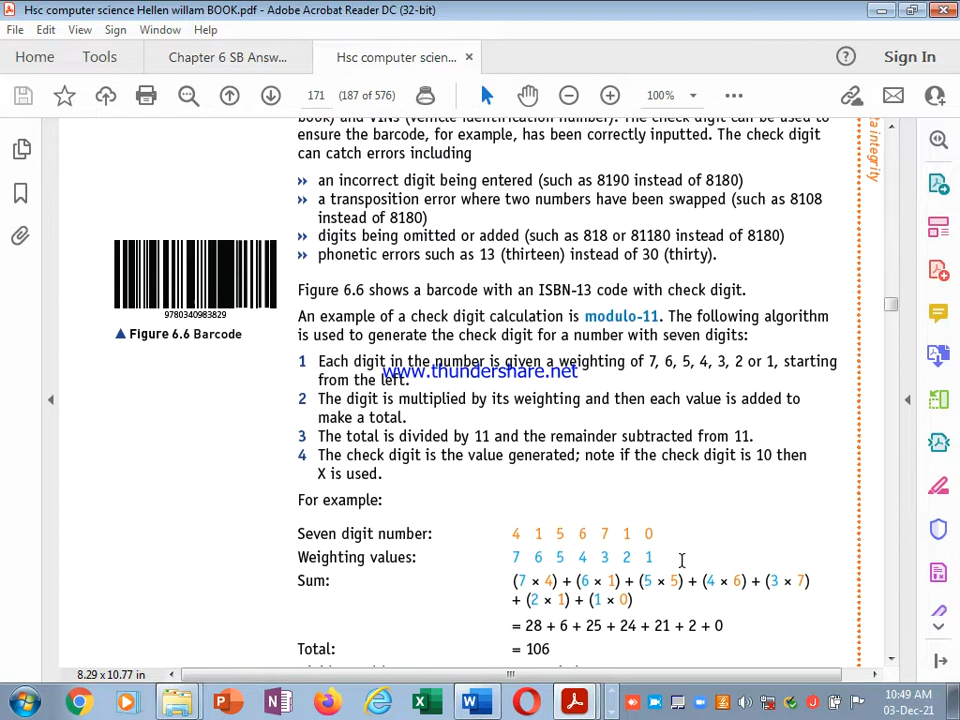 Hsc computer science Hellen willam BOOK.pdf - Adobe Acrobat Reader DC (32-bit)
File Edit View Sign Window Help
Home Tools Chapter 6 SB Answ... Hsc computer scien... × Sign In
171 (187 of 576) 100%
book) and VINs (vehicle identification number). The check digit can be used to
ensure the barcode, for example, has been correctly inputted. The check digit
can catch errors including
» an incorrect digit being entered (such as 8190 instead of 8180)
» a transposition error where two numbers have been swapped (such as 8108
instead of 8180)
» digits being omitted or added (such as 818 or 81180 instead of 8180)
» phonetic errors such as 13 (thirteen) instead of 30 (thirty).
9780340983829
▲ Figure 6.6 Barcode
Figure 6.6 shows a barcode with an ISBN-13 code with check digit.
An example of a check digit calculation is modulo-11. The following algorithm
is used to generate the check digit for a number with seven digits:
1 Each digit in the number is given a weighting of 7, 6, 5, 4, 3, 2 or 1, starting
from the left.
www.thundershare.net
2 The digit is multiplied by its weighting and then each value is added to
make a total.
3 The total is divided by 11 and the remainder subtracted from 11.
4 The check digit is the value generated; note if the check digit is 10 then
X is used.
For example:
Seven digit number: 4 1 5 6 7 1 0
Weighting values: 7 6 5 4 3 2 1
Sum: (7 × 4) + (6 × 1) + (5 × 5) + (4 × 6) + (3 × 7)
+ (2 × 1) + (1 × 0)
= 28 + 6 + 25 + 24 + 21 + 2 + 0
Total: = 106
ta integrity
8.29 x 10.77 in
10:49 AM
03-Dec-21